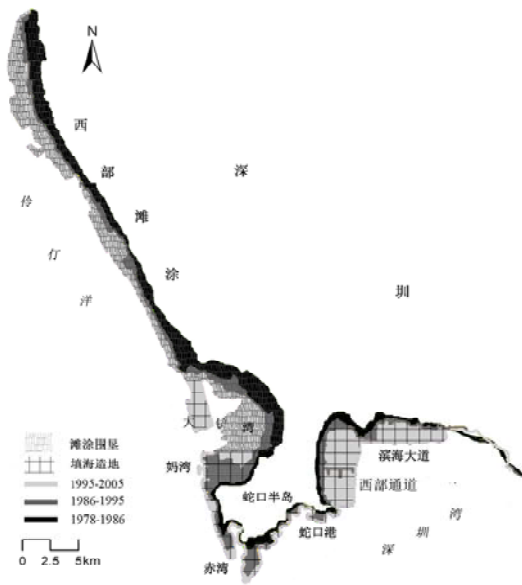 N
西
部
滩
涂
深
圳
伶
仃
洋
大
铲
湾
妈湾
蛇口半岛
赤湾
蛇口港
滨海大道
西部通道
深
圳
湾
滩涂围垦
填海造地
1995-2005
1986-1995
1978-1986
0 2.5 5km